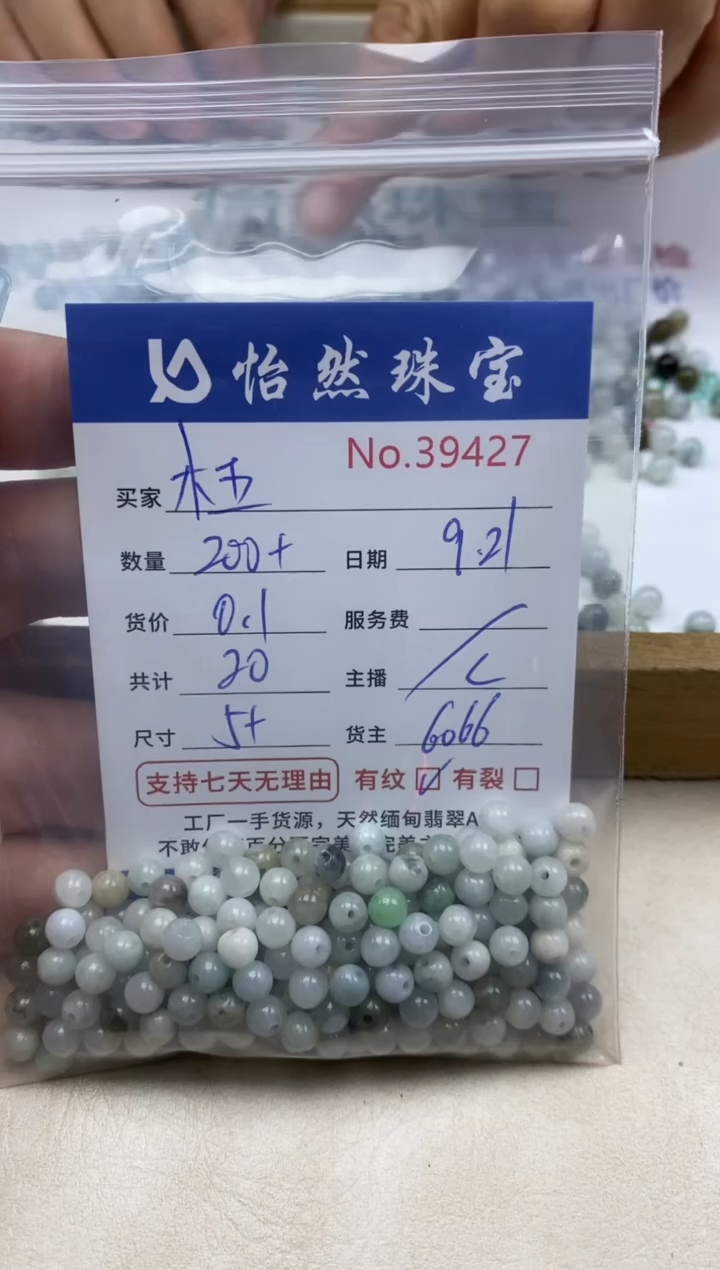 怡然珠宝
No.39427
买家
数量 200+ 日期 9.21
货价 0.1 服务费 /
共计 20 主播 L
尺寸 5+ 货主 6066
支持七天无理由 有纹 ☑ 有裂 □
工厂一手货源，天然缅甸翡翠A
不敢